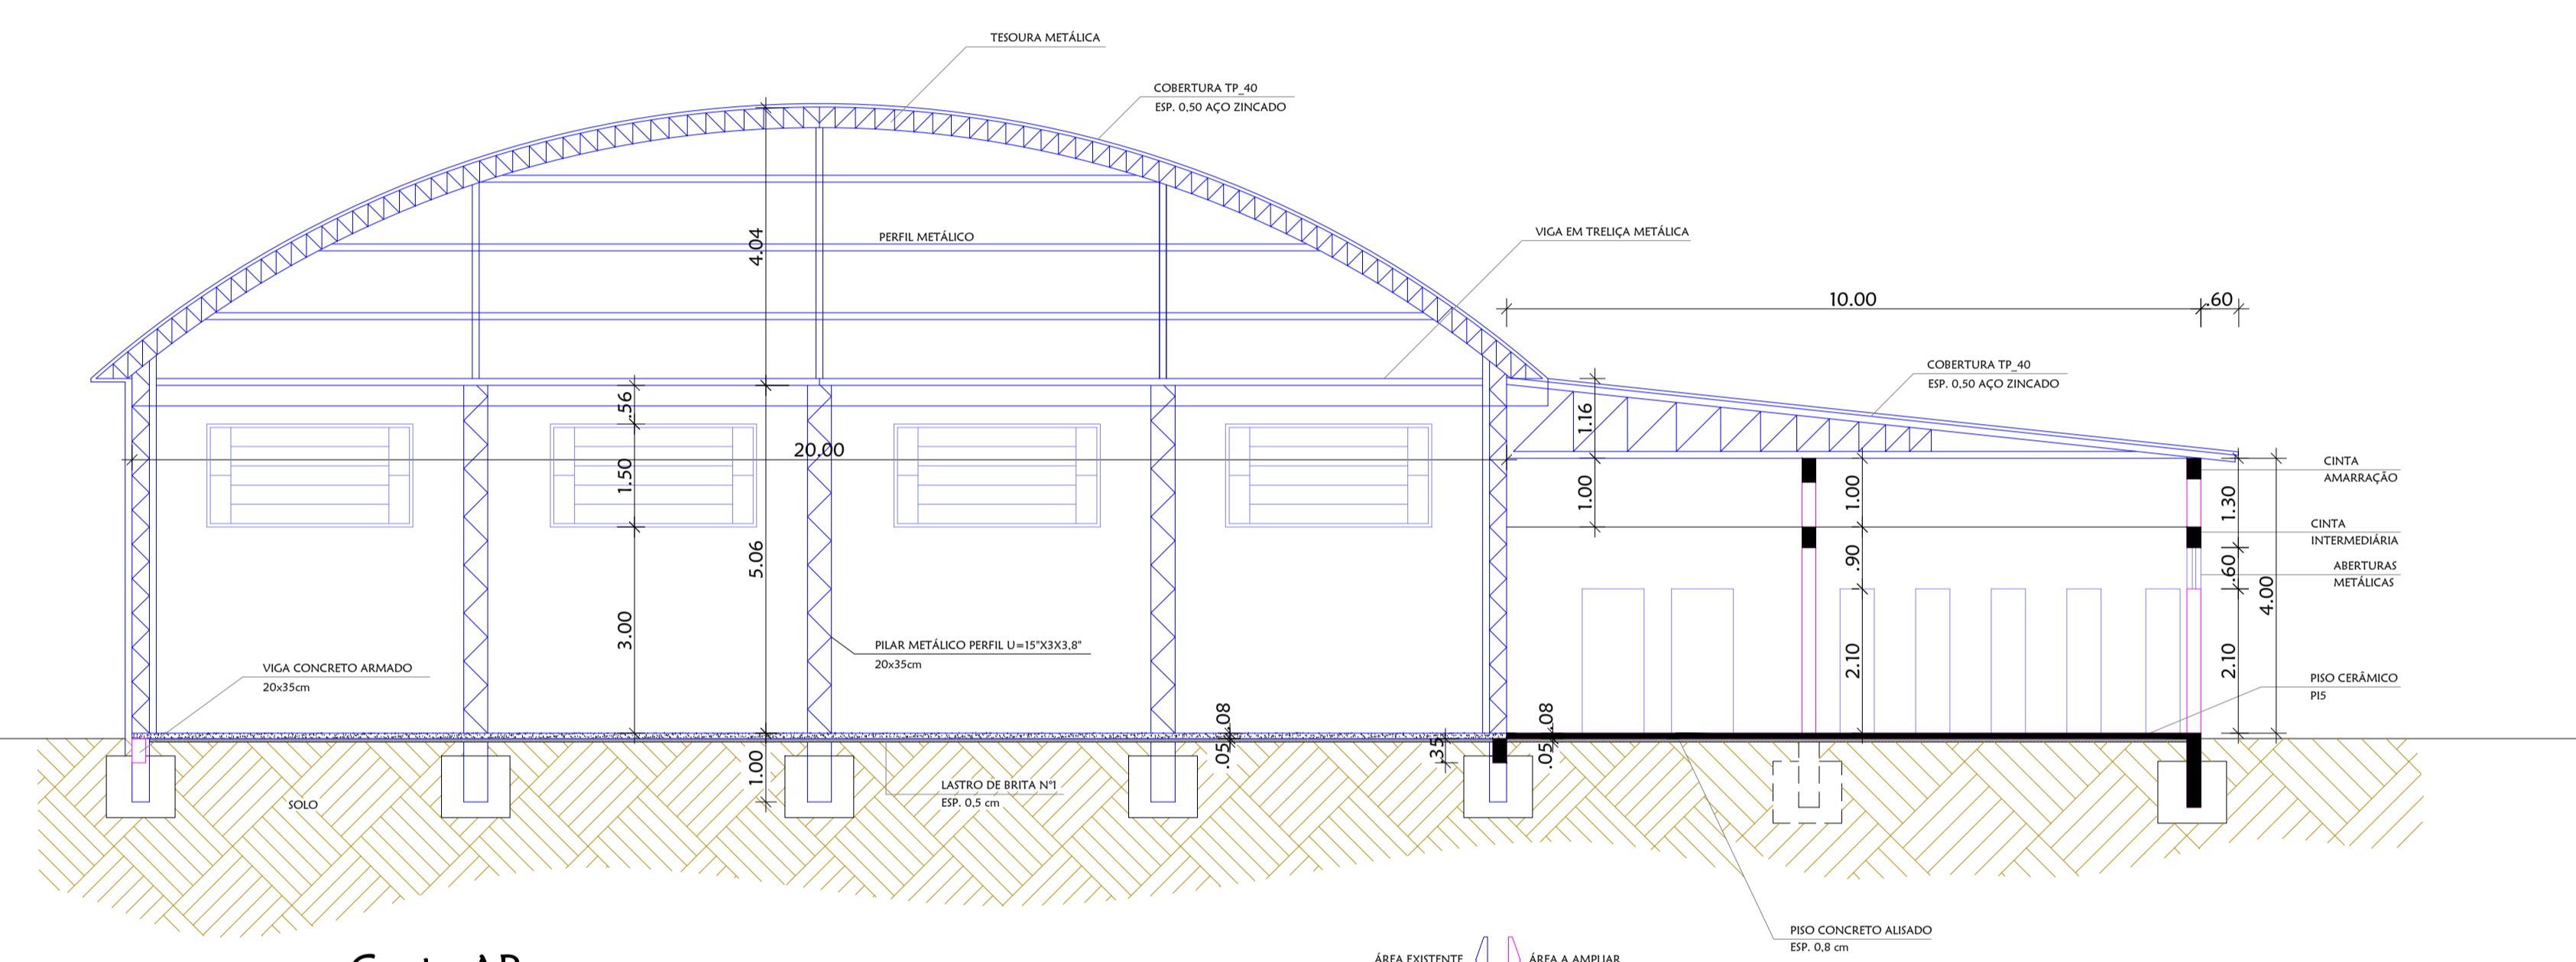 TESOURA METÁLICA
COBERTURA TP_40
ESP. 0,50 AÇO ZINCADO
PERFIL METÁLICO
4.04
VIGA EM TRELIÇA METÁLICA
10.00
.60
COBERTURA TP_40
ESP. 0,50 AÇO ZINCADO
.56
1.50
3.00
20.00
5.06
1.00
1.16
1.00
1.00
.90
2.10
1.30
.60
2.10
4.00
CINTA
AMARRAÇÃO
CINTA
INTERMEDIÁRIA
ABERTURAS
METÁLICAS
PILAR METÁLICO PERFIL U=15"X3X3,8"
20x35cm
VIGA CONCRETO ARMADO
20x35cm
PISO CERÂMICO
PI5
.05
.08
.35
.05
.08
LASTRO DE BRITA N°1
ESP. 0,5 cm
SOLO
PISO CONCRETO ALISADO
ESP. 0,8 cm
ÁREA EXISTENTE
ÁREA A AMPLIAR